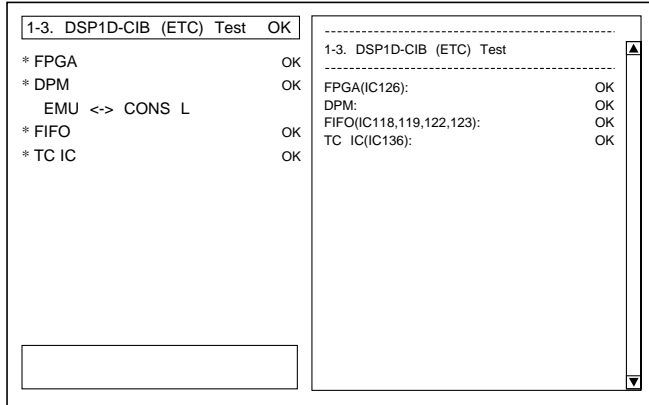 1-3. DSP1D-CIB (ETC) Test OK
* FPGA OK
* DPM OK
EMU <-> CONS L
* FIFO OK
* TC IC OK
1-3. DSP1D-CIB (ETC) Test
FPGA(IC126): OK
DPM: OK
FIFO(IC118,119,122,123): OK
TC IC(IC136): OK